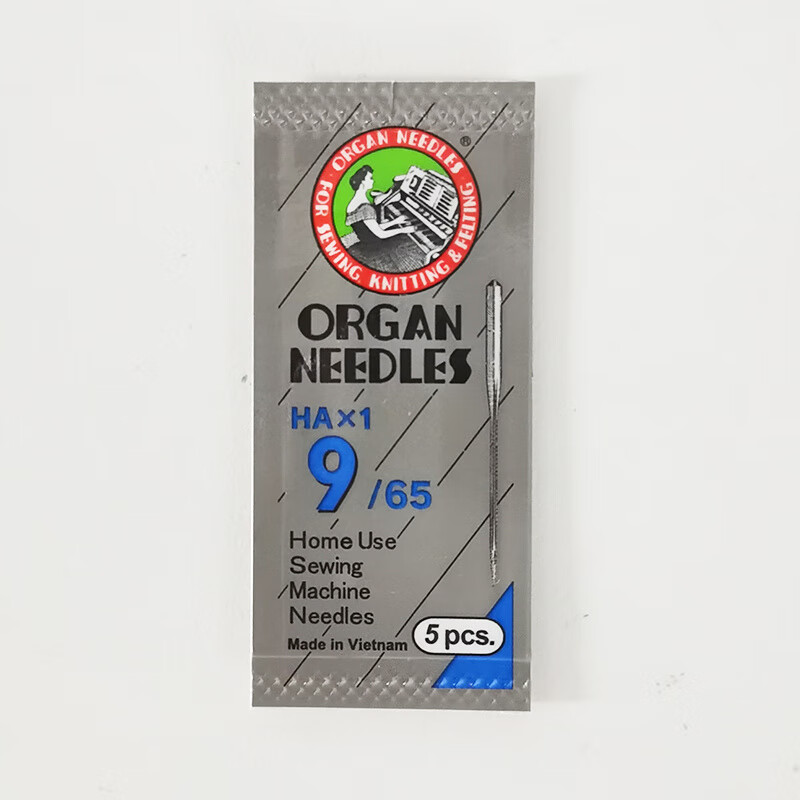 ORGAN NEEDLES
FOR SEWING, KNITTING & FELTING
®
ORGAN
NEEDLES
HA×1
9/65
Home Use
Sewing
Machine
Needles
Made in Vietnam
5 pcs.